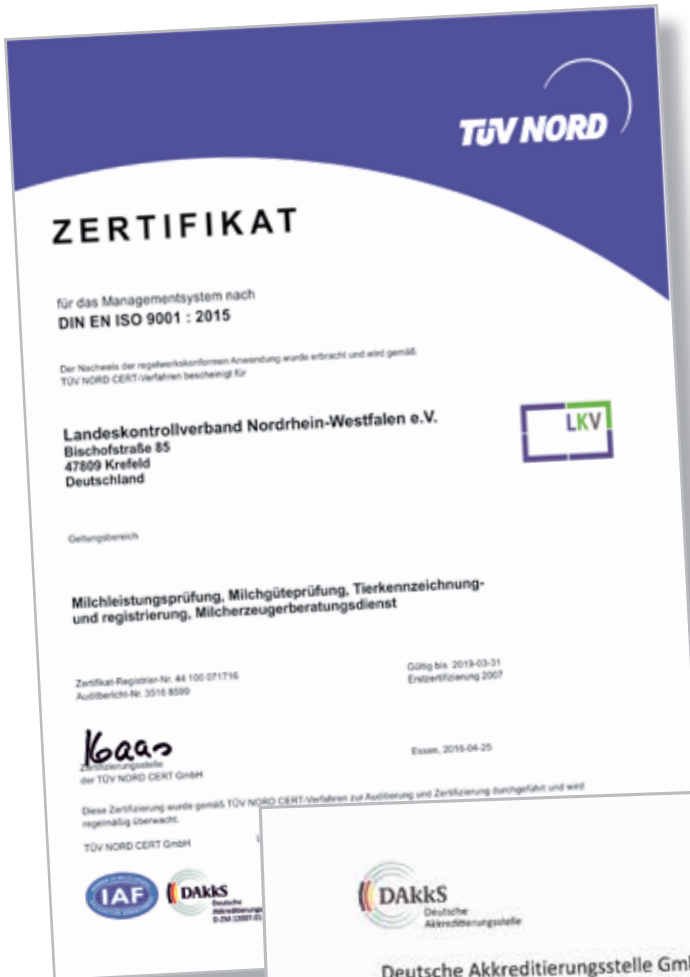 TÜV NORD
ZERTIFIKAT
für das Managementsystem nach
DIN EN ISO 9001 : 2015
Der Nachweis der regelwerkskonformen Anwendung wurde erbracht und wird gemäß
TÜV NORD CERT-Verfahren bescheinigt für
Landeskontrollverband Nordrhein-Westfalen e.V.
Bischofstraße 85
47809 Krefeld
Deutschland
LKV
Geltungsbereich
Milchleistungsprüfung, Milchgüteprüfung, Tierkennzeichnung-
und registrierung, Milcherzeugerberatungsdienst
Zertifikat-Registrier-Nr. 44 100 071716
Auditbericht-Nr. 3516 8599
Gültig bis 2019-03-31
Erstzertifizierung 2007
Kaas
Zertifizierungsstelle
der TÜV NORD CERT GmbH
Essen, 2016-04-25
Diese Zertifizierung wurde gemäß TÜV NORD CERT-Verfahren zur Auditierung und Zertifizierung durchgeführt und wird
regelmäßig überwacht.
TÜV NORD CERT GmbH
IAF
DAkkS
Deutsche
DAkkS
Deutsche
Akkreditierungsstelle
Deutsche Akkreditierungsstelle Gm